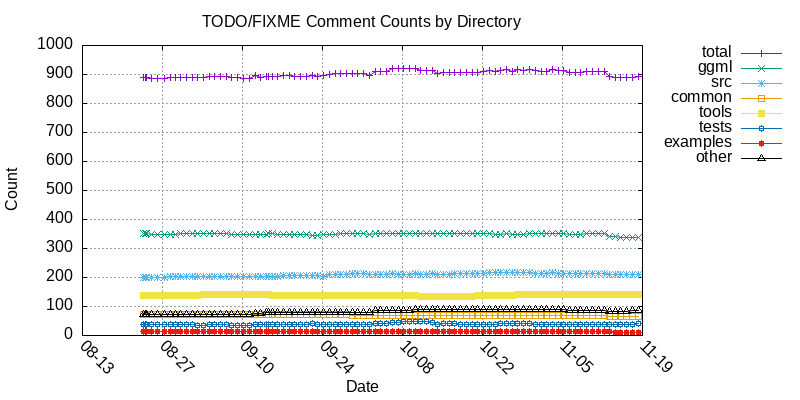 TODO/FIXME Comment Counts by Directory
1000
900
800
700
600
500
400
300
200
100
0
Count
08-13
08-27
09-10
09-24
10-08
10-22
11-05
11-19
Date
total
ggml
src
common
tools
tests
examples
other